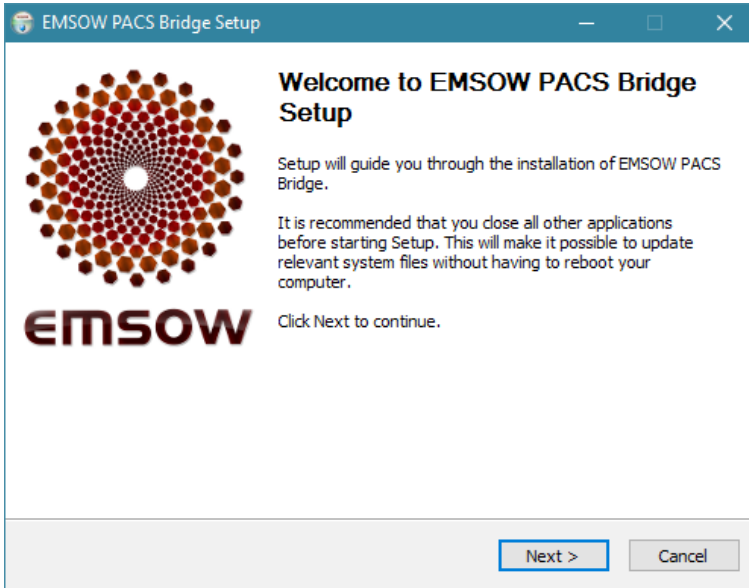 EMSOW PACS Bridge Setup
Welcome to EMSOW PACS Bridge
Setup
Setup will guide you through the installation of EMSOW PACS
Bridge.
It is recommended that you close all other applications
before starting Setup. This will make it possible to update
relevant system files without having to reboot your
computer.
EMSOW
Click Next to continue.
Next >
Cancel